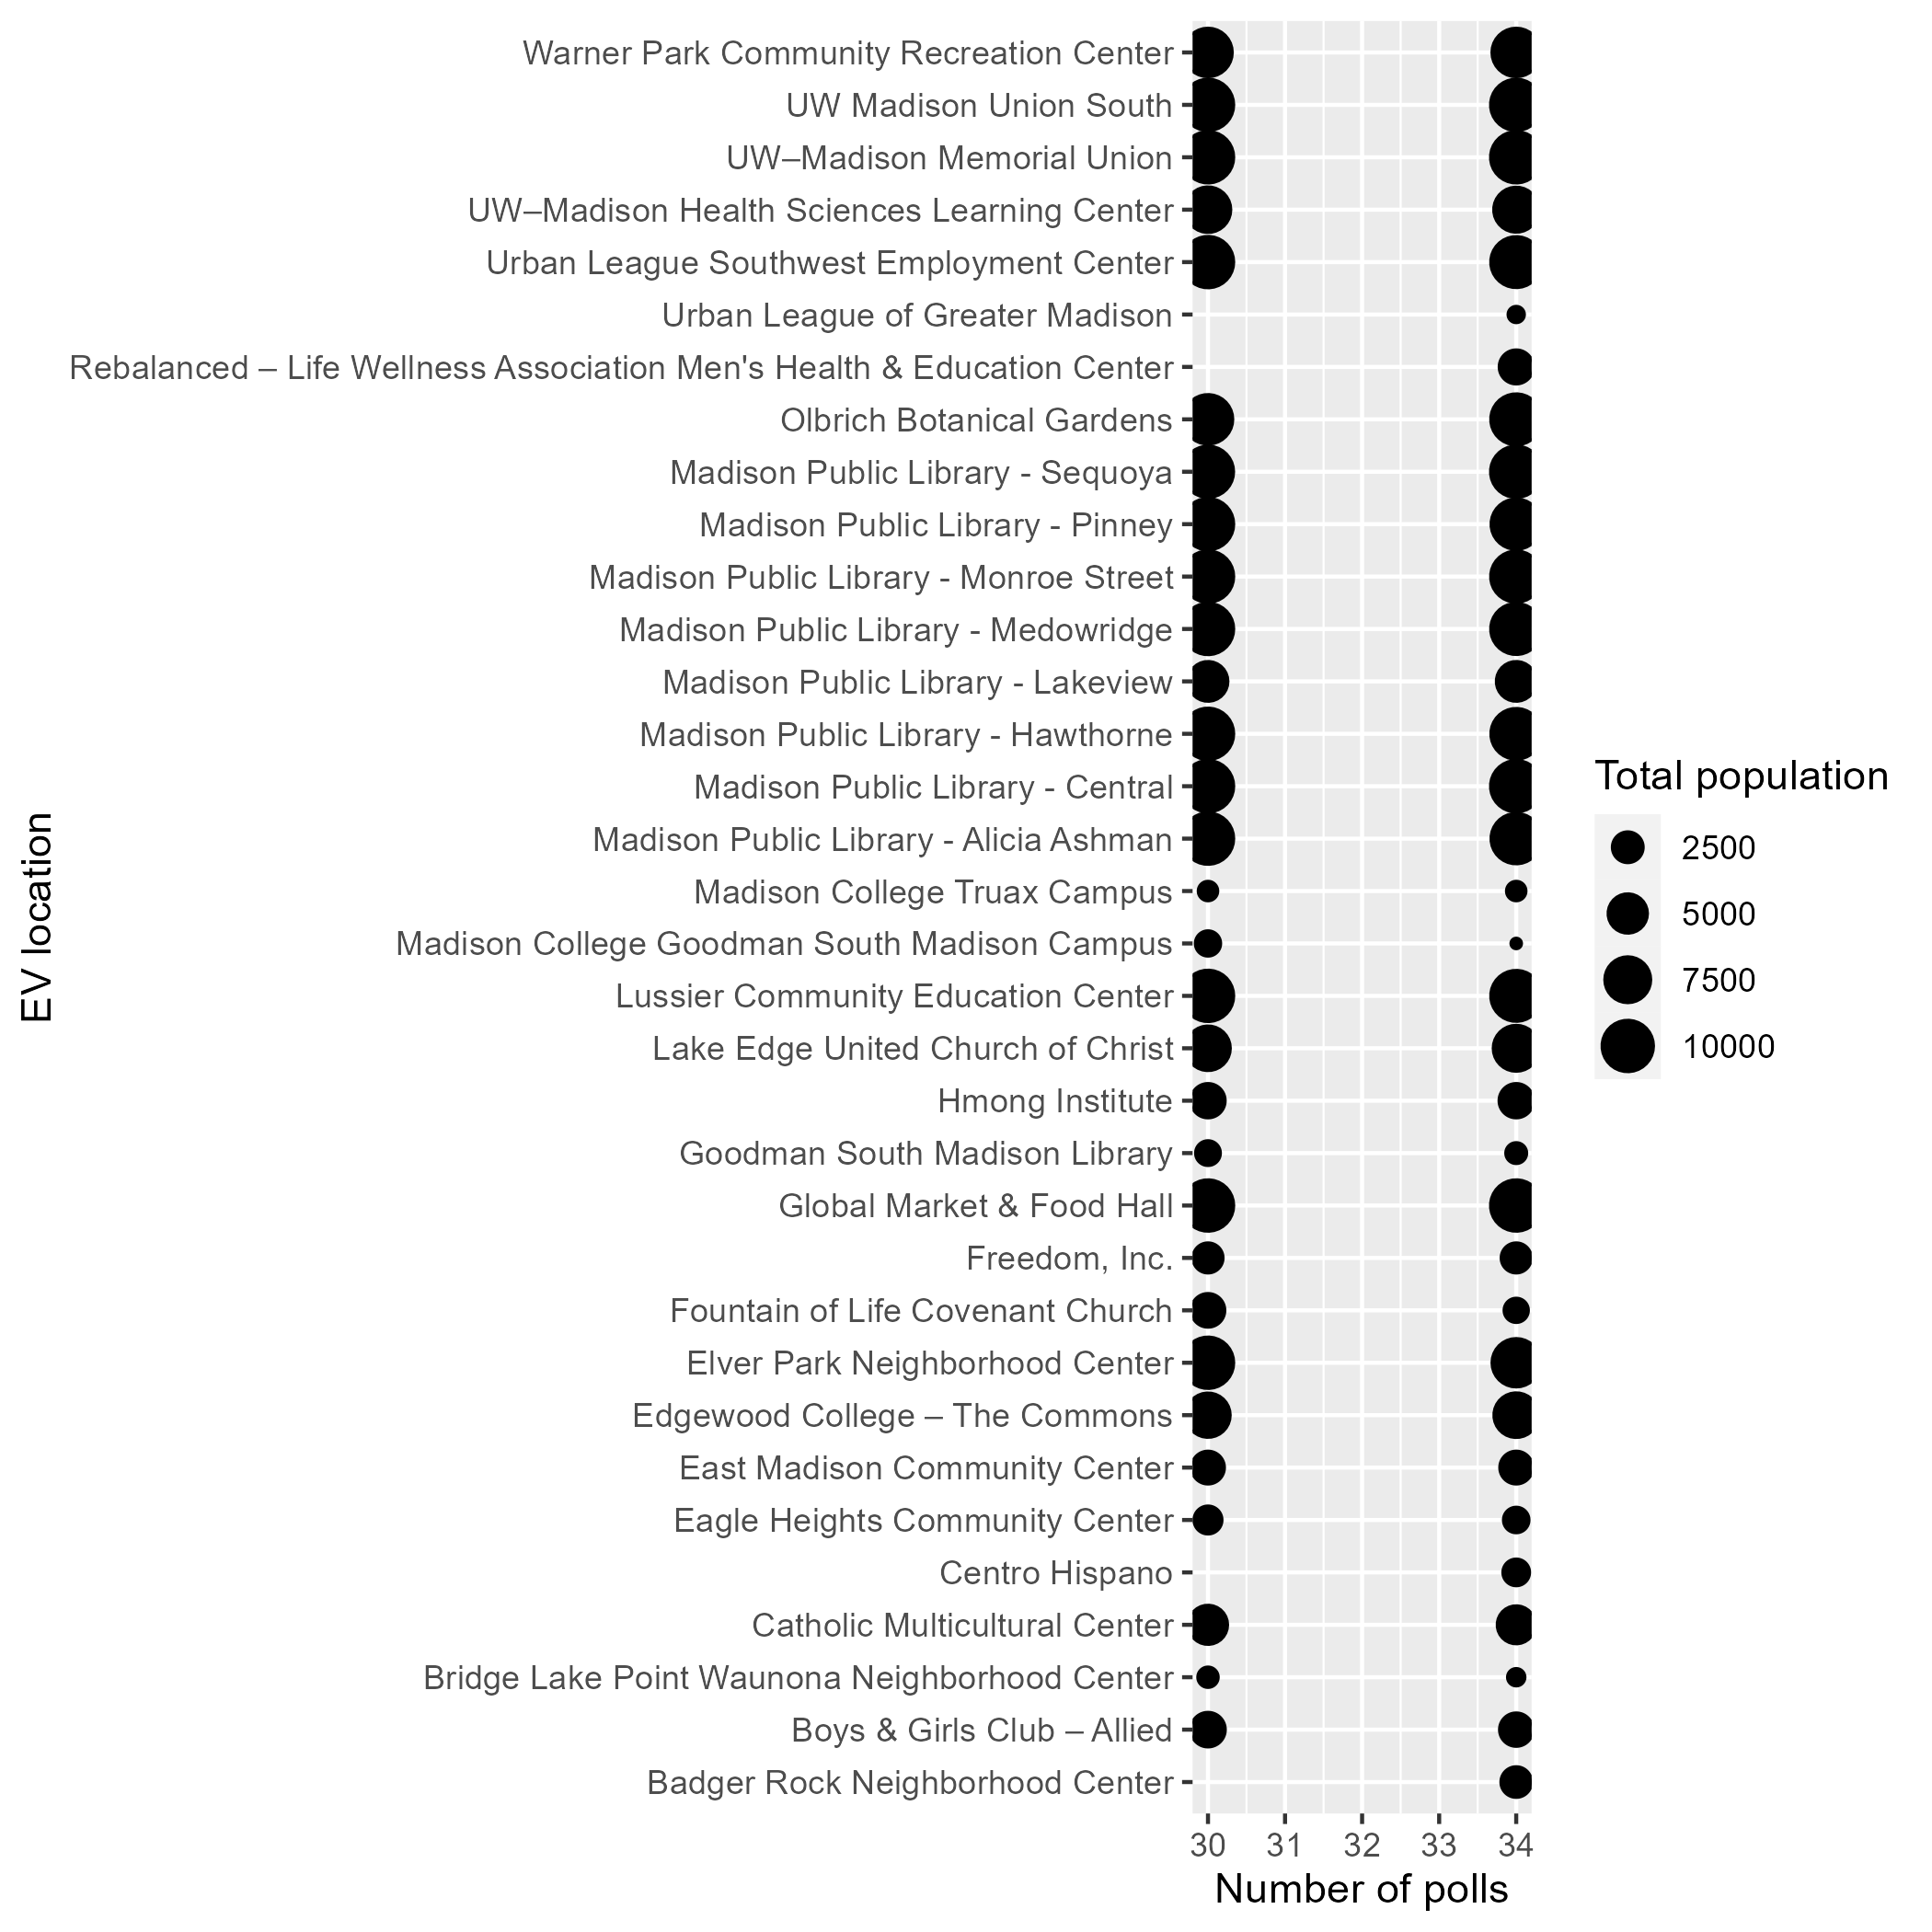 Warner Park Community Recreation Center
UW Madison Union South
UW–Madison Memorial Union
UW–Madison Health Sciences Learning Center
Urban League Southwest Employment Center
Urban League of Greater Madison
Rebalanced – Life Wellness Association Men's Health & Education Center
Olbrich Botanical Gardens
Madison Public Library - Sequoya
Madison Public Library - Pinney
Madison Public Library - Monroe Street
Madison Public Library - Medowridge
Madison Public Library - Lakeview
Madison Public Library - Hawthorne
Madison Public Library - Central
Madison Public Library - Alicia Ashman
Madison College Truax Campus
Madison College Goodman South Madison Campus
Lussier Community Education Center
Lake Edge United Church of Christ
Hmong Institute
Goodman South Madison Library
Global Market & Food Hall
Freedom, Inc.
Fountain of Life Covenant Church
Elver Park Neighborhood Center
Edgewood College – The Commons
East Madison Community Center
Eagle Heights Community Center
Centro Hispano
Catholic Multicultural Center
Bridge Lake Point Waunona Neighborhood Center
Boys & Girls Club – Allied
Badger Rock Neighborhood Center
EV location
30 31 32 33 34
Number of polls
Total population
2500
5000
7500
10000